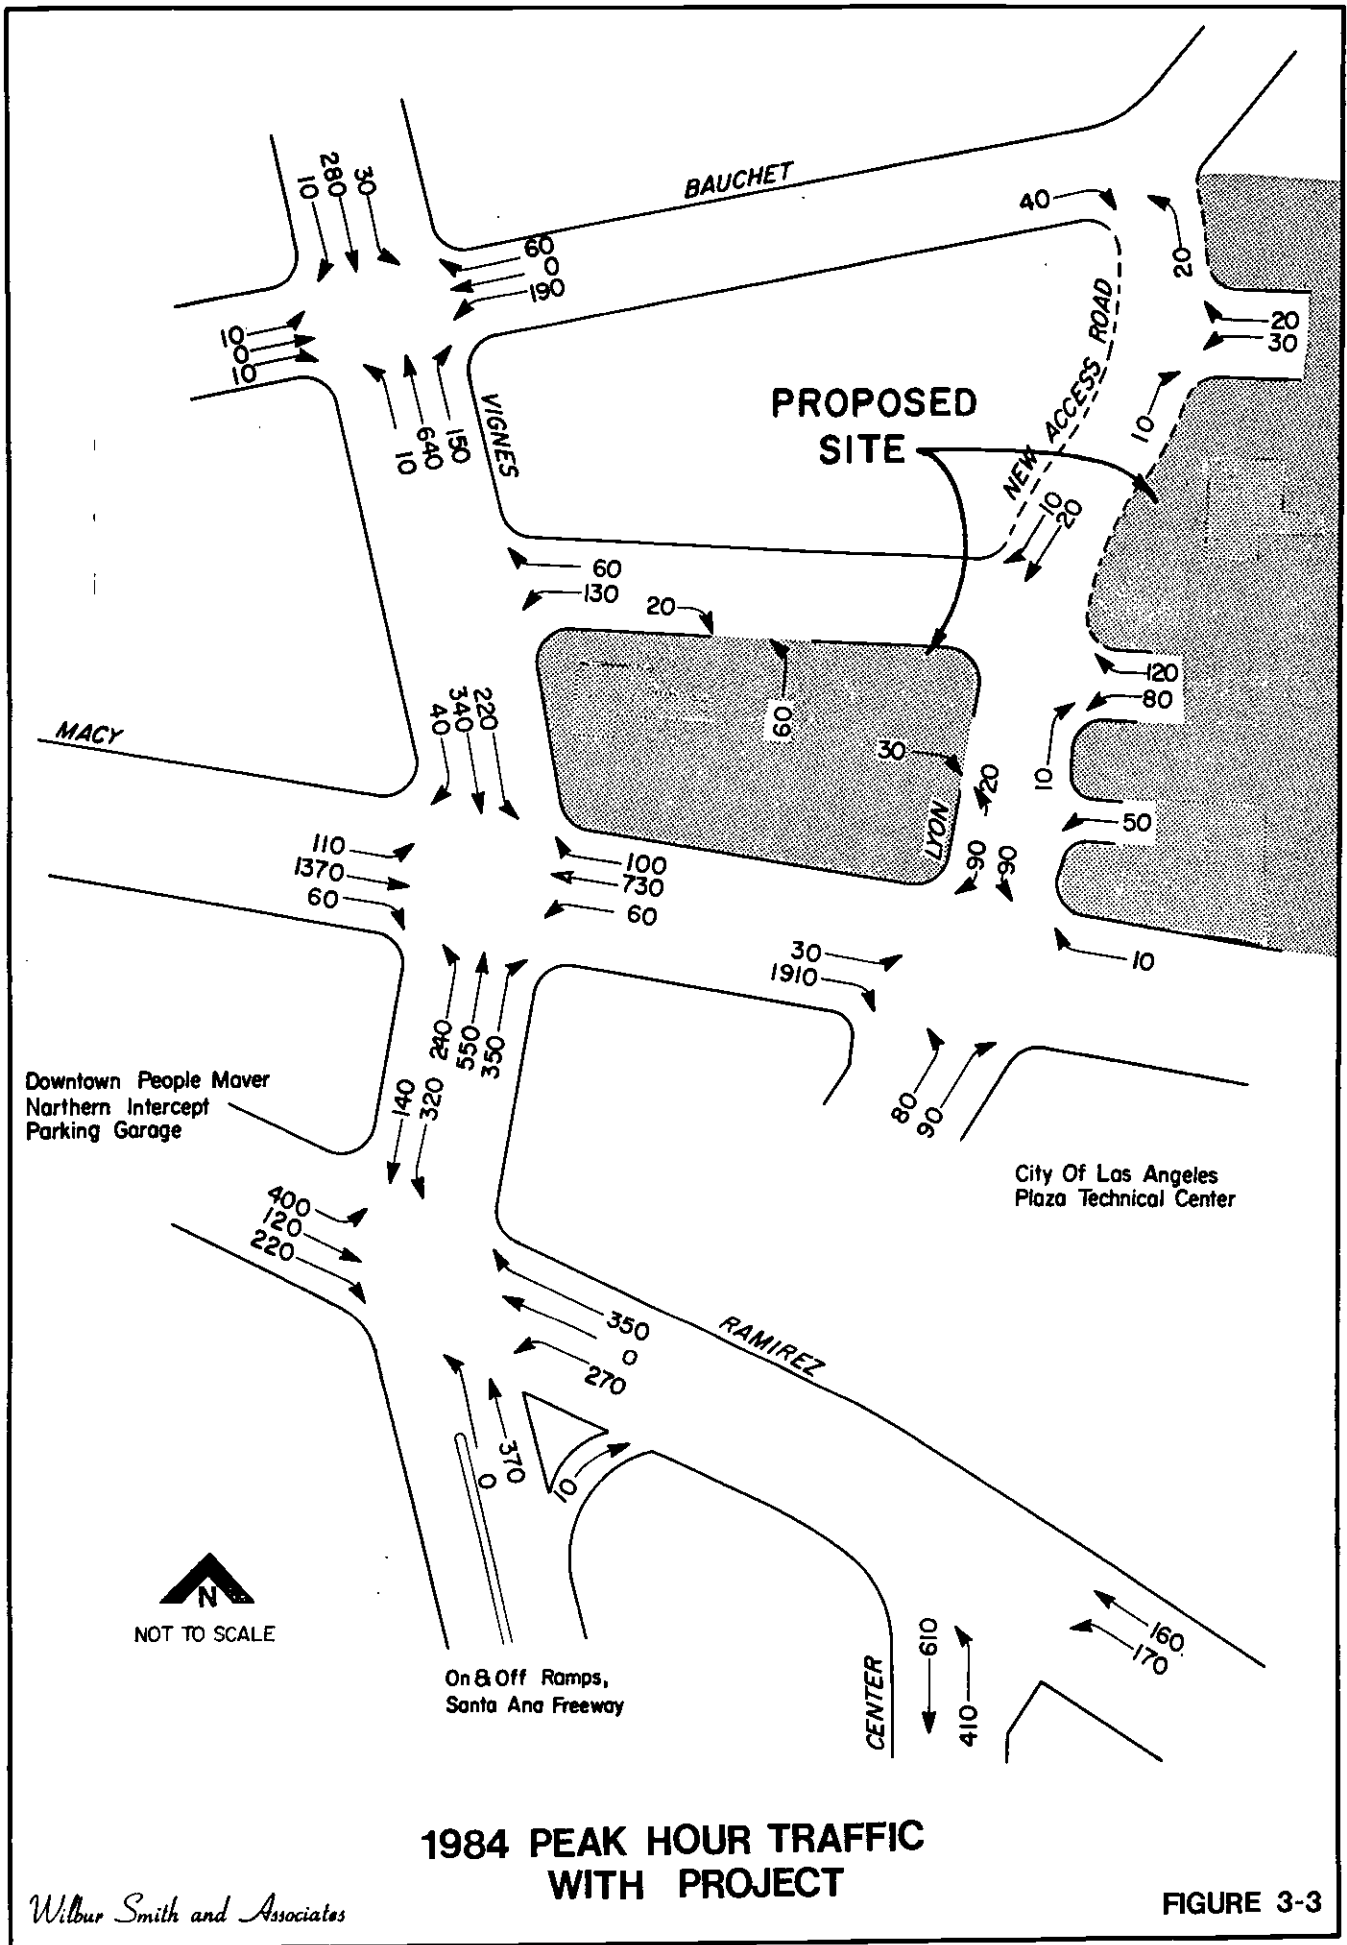 10
280
30
BAUCHET
60
0
190
40
20
10
0
10
20
30
10
640
150
VIGNES
PROPOSED
SITE
NEW ACCESS ROAD
10
10
20
60
130
20
120
80
60
MACY
40
340
220
30
20
10
50
LYON
90
90
110
1370
60
100
730
60
30
1910
10
240
550
350
80
90
Downtown People Mover
Northern Intercept
Parking Garage
140
320
City Of Los Angeles
Plaza Technical Center
400
120
220
350
0
270
RAMIREZ
0
370
10
N
NOT TO SCALE
On & Off Ramps,
Santa Ana Freeway
CENTER
610
410
160
170
1984 PEAK HOUR TRAFFIC
WITH PROJECT
Wilbur Smith and Associates
FIGURE 3-3